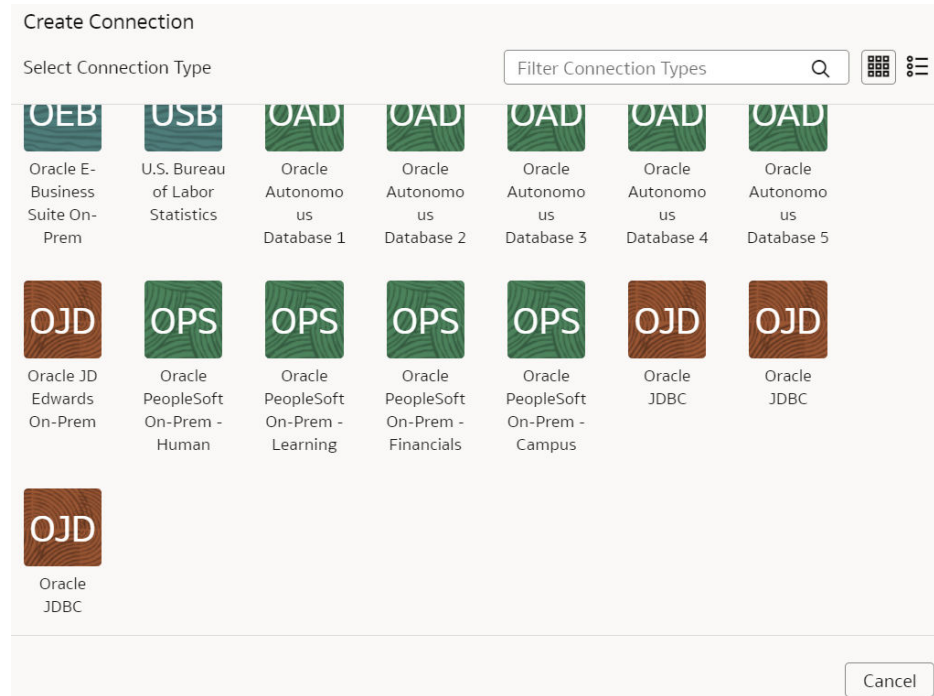 Create Connection
Select Connection Type
Filter Connection Types
OEB USB OAD OAD OAD OAD OAD
Oracle E- U.S. Bureau Oracle Oracle Oracle Oracle Oracle
Business of Labor Autonomo Autonomo Autonomo Autonomo Autonomo
Suite On- Statistics us us us us us
Prem Database 1 Database 2 Database 3 Database 4 Database 5
OJD OPS OPS OPS OPS OJD OJD
Oracle JD Oracle Oracle Oracle Oracle Oracle Oracle
Edwards PeopleSoft PeopleSoft PeopleSoft PeopleSoft JDBC JDBC
On-Prem On-Prem - On-Prem - On-Prem - On-Prem -
Human Learning Financials Campus
OJD
Oracle
JDBC
Cancel